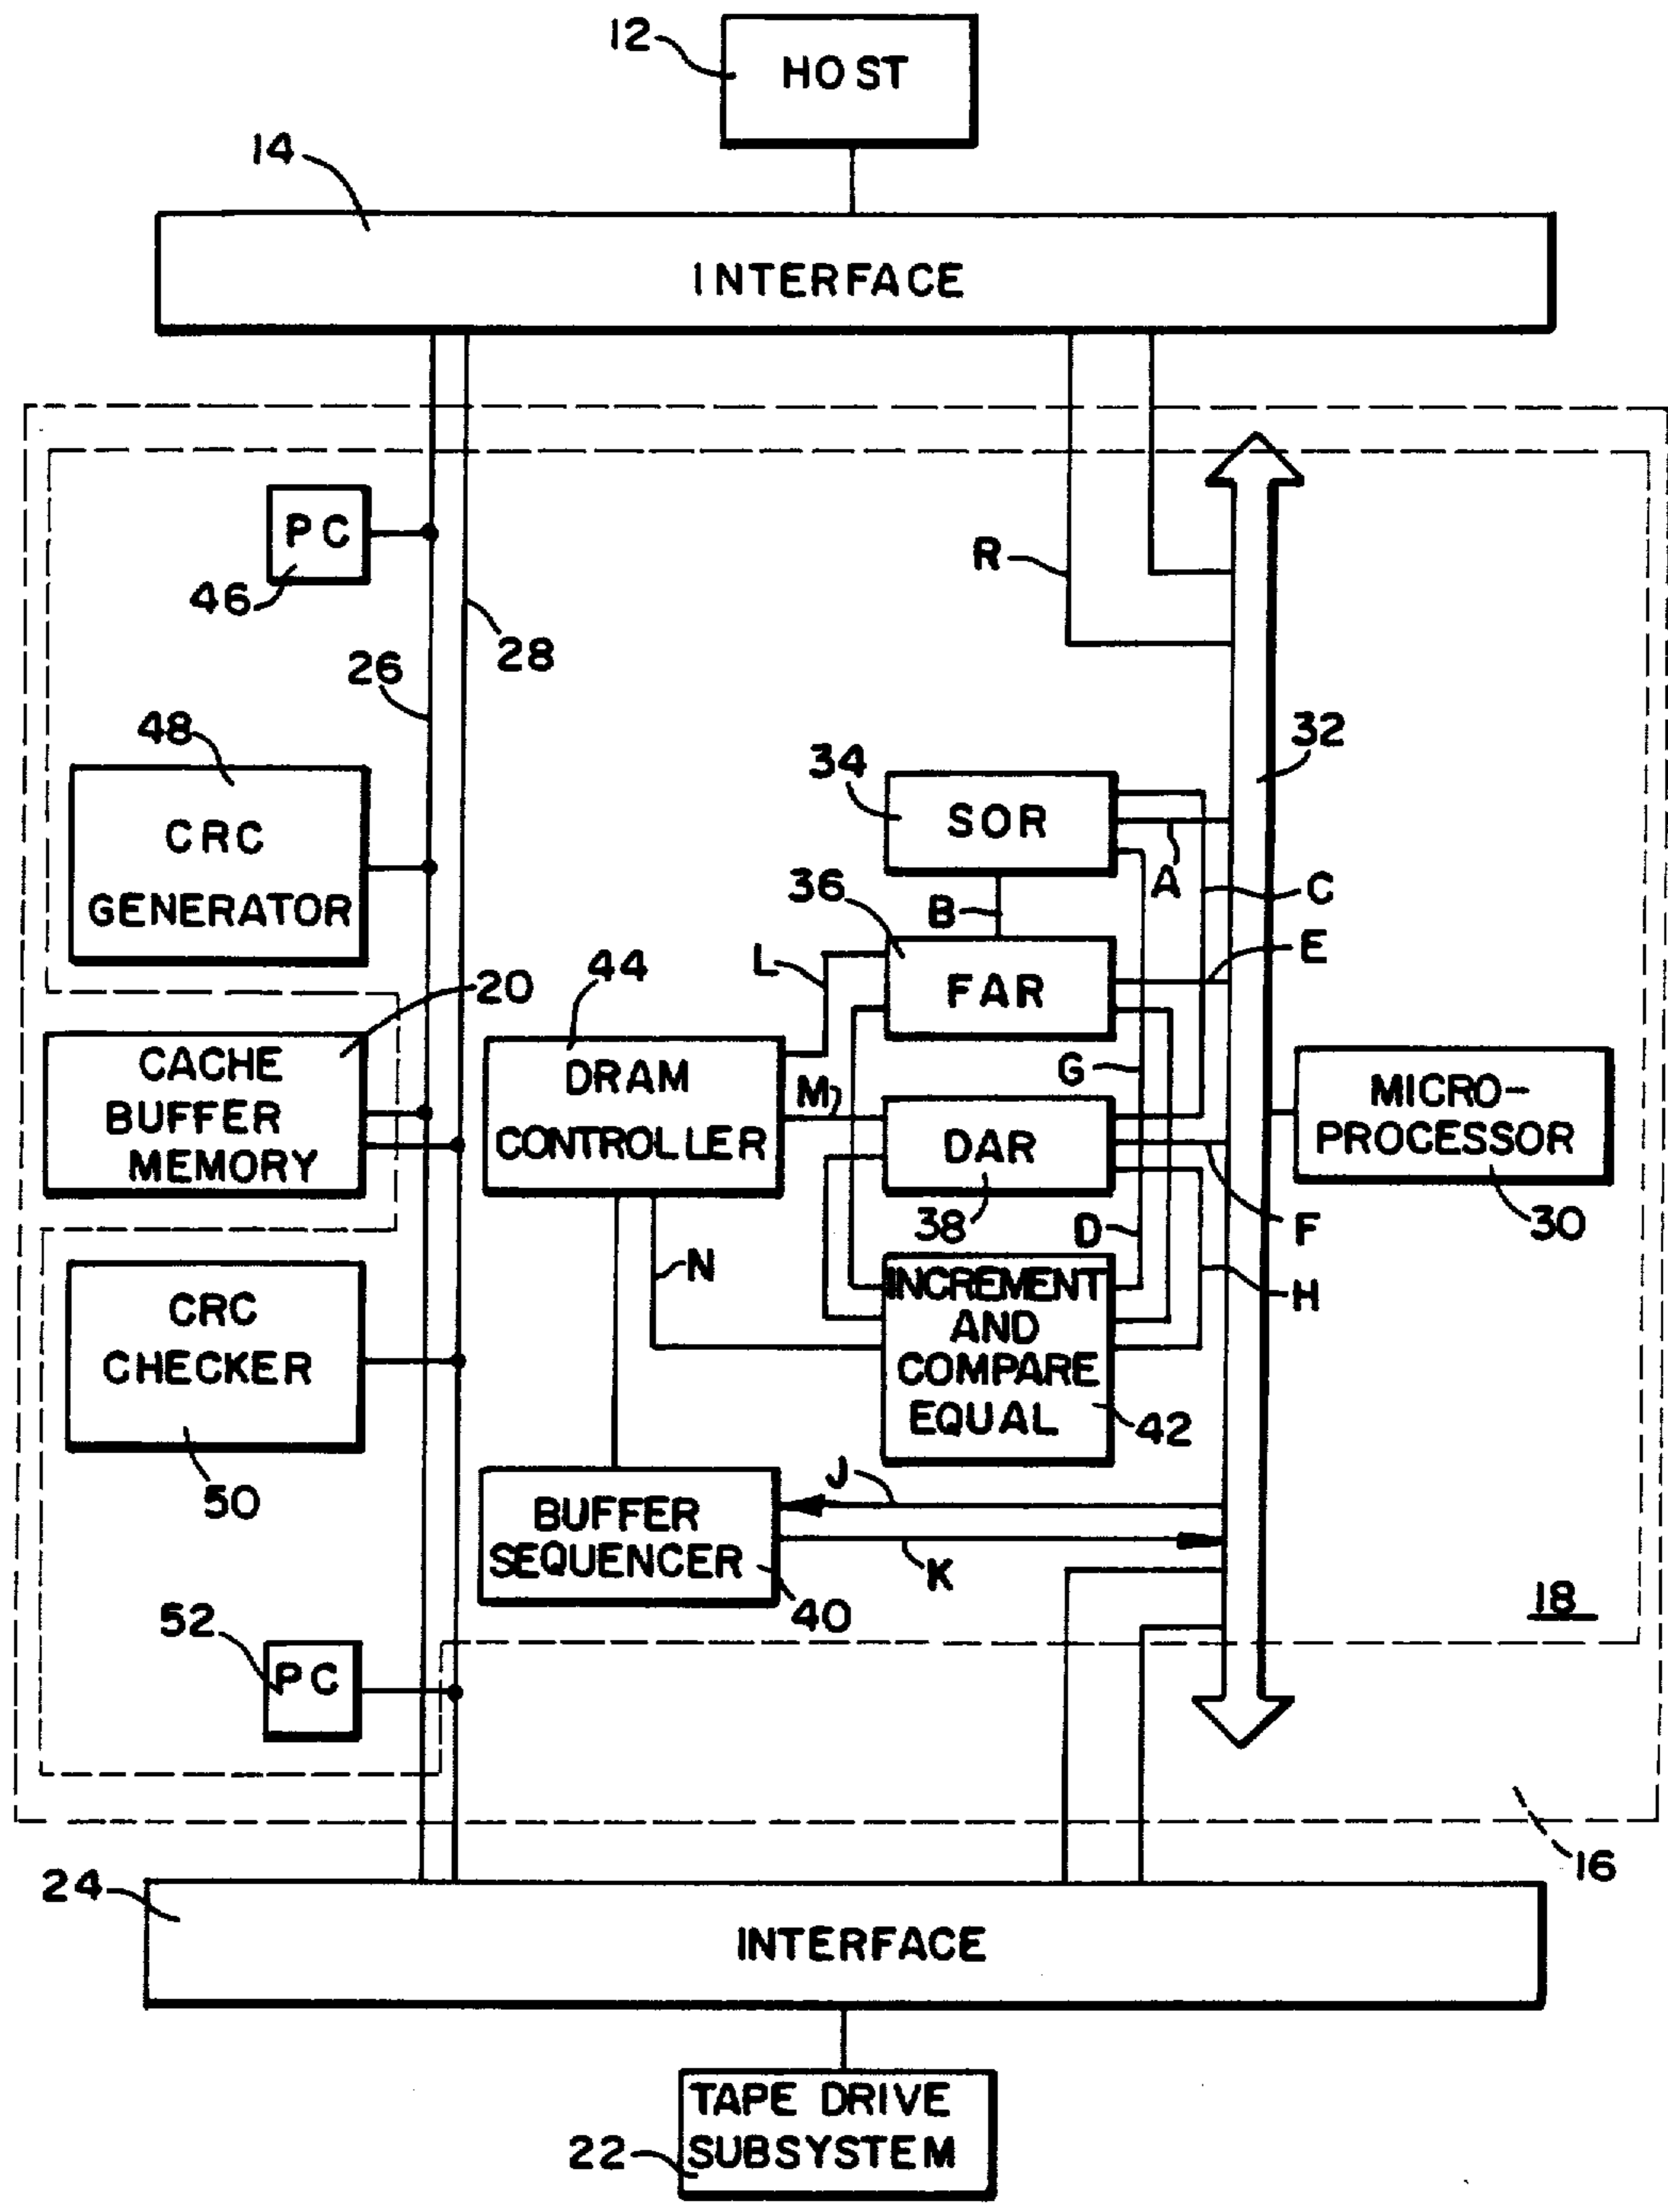 12
HOST
14
INTERFACE
PC
46
R
28
26
48
CRC
GENERATOR
32
34
SOR
A
C
36
B
E
L
FAR
44
20
CACHE
BUFFER
MEMORY
DRAM
CONTROLLER
G
M
DAR
38
MICRO-
PROCESSOR
30
D
F
H
N
INCREMENT
AND
COMPARE
EQUAL
42
CRC
CHECKER
50
J
BUFFER
SEQUENCER
K
40
18
52
PC
16
24
INTERFACE
TAPE DRIVE
SUBSYSTEM
22